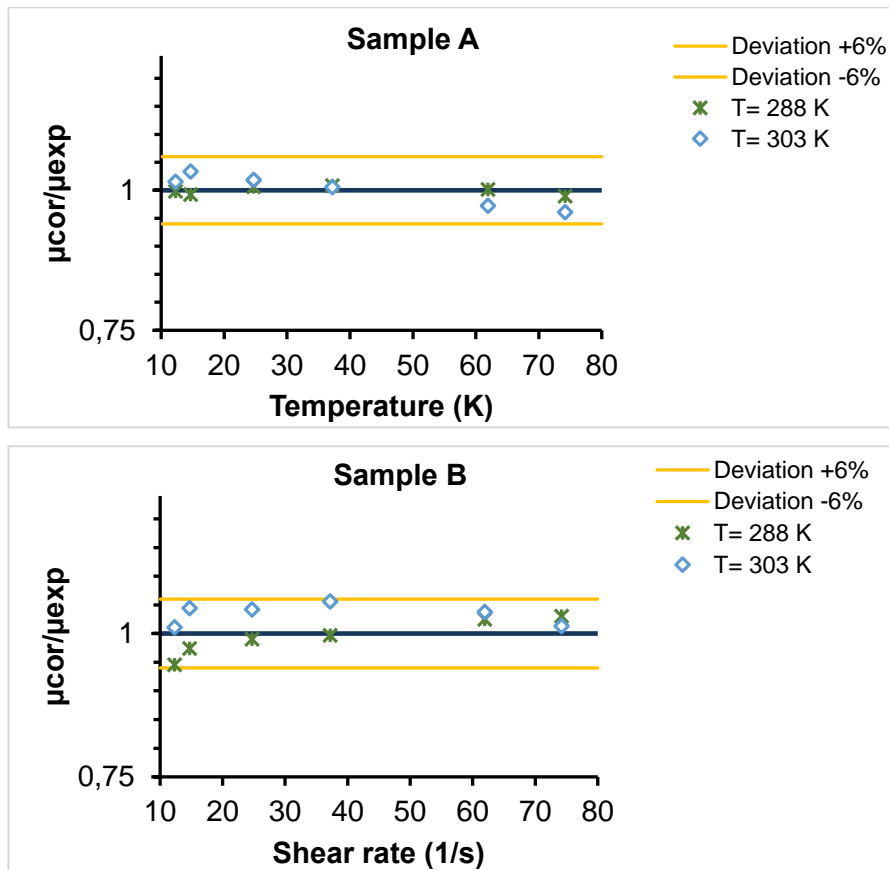 Sample A
Deviation +6%
Deviation -6%
T= 288 K
T= 303 K
μcor/μexp
1
0,75
10 20 30 40 50 60 70 80
Temperature (K)
Sample B
Deviation +6%
Deviation -6%
T= 288 K
T= 303 K
μcor/μexp
1
0,75
10 20 30 40 50 60 70 80
Shear rate (1/s)